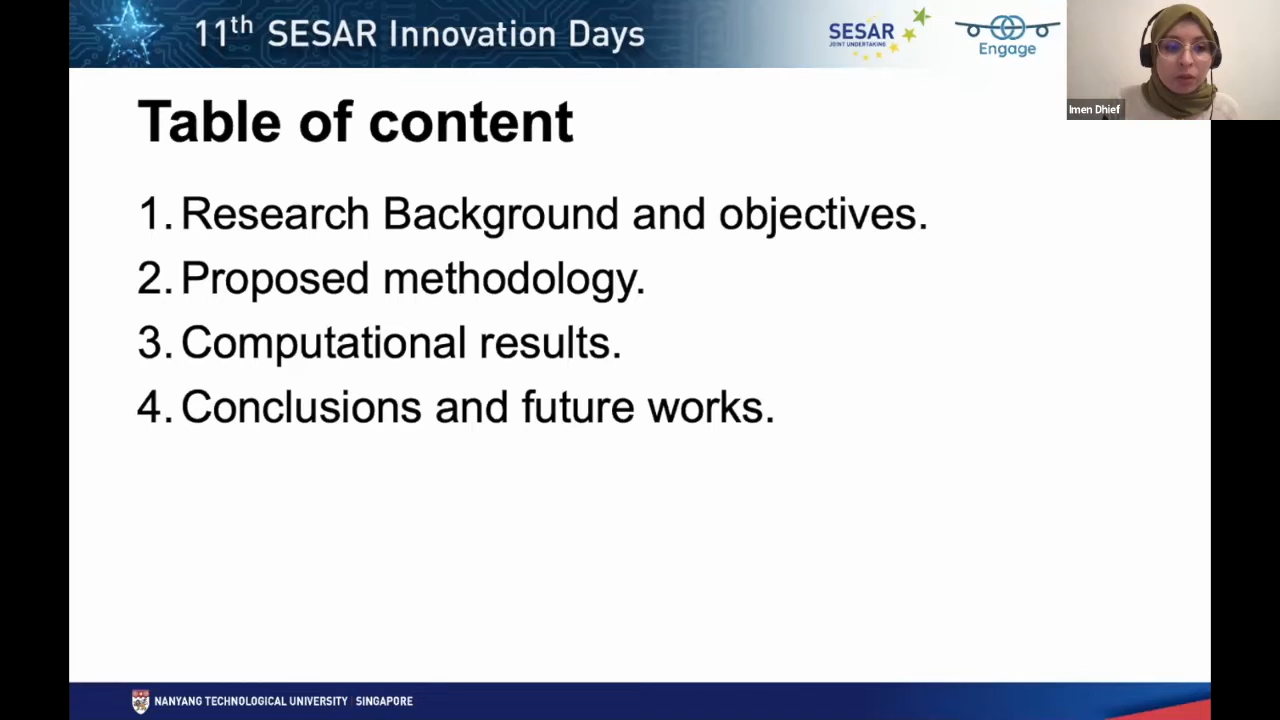 11th SESAR Innovation Days
SESAR
JOINT UNDERTAKING
Engage
Imen Dhief
Table of content
1. Research Background and objectives.
2. Proposed methodology.
3. Computational results.
4. Conclusions and future works.
NANYANG TECHNOLOGICAL UNIVERSITY | SINGAPORE